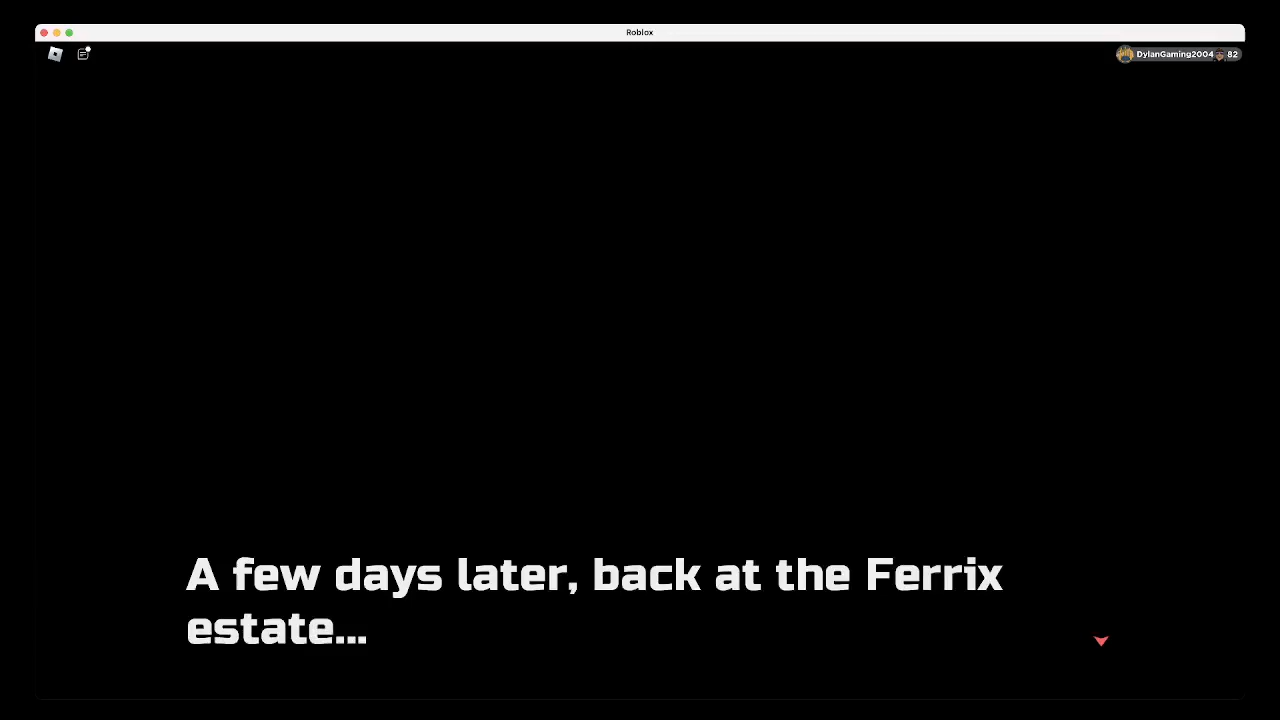 Roblox
DylanGaming2004 82
A few days later, back at the Ferrix
estate...